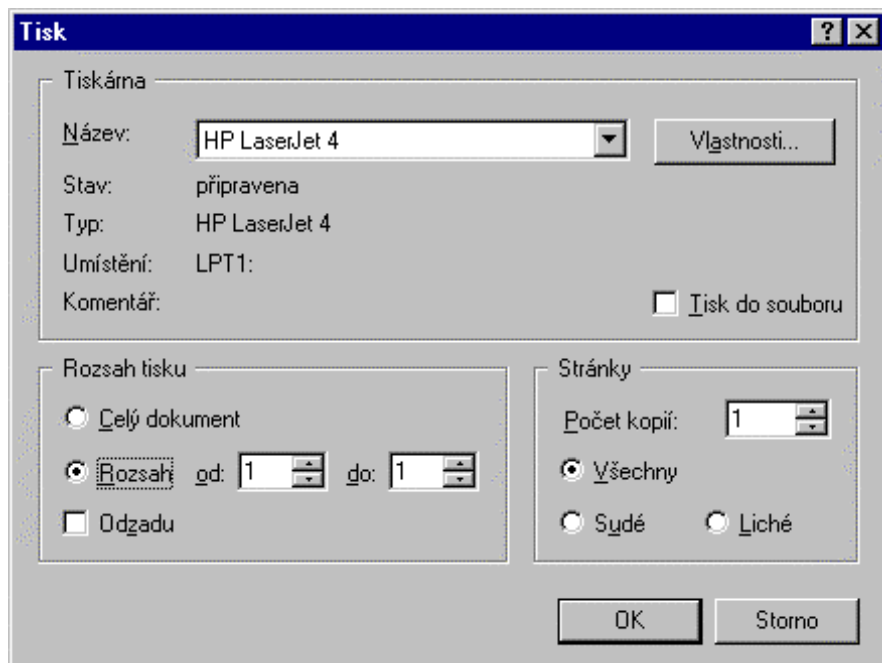 Tisk
Tiskárna
Název: HP LaserJet 4 Vlastnosti...
Stav: připravena
Typ: HP LaserJet 4
Umístění: LPT1:
Komentář: Tisk do souboru
Rozsah tisku
Celý dokument
Rozsah od: 1 do: 1
Odzadu
Stránky
Počet kopií: 1
Všechny
Sudé Liché
OK Storno